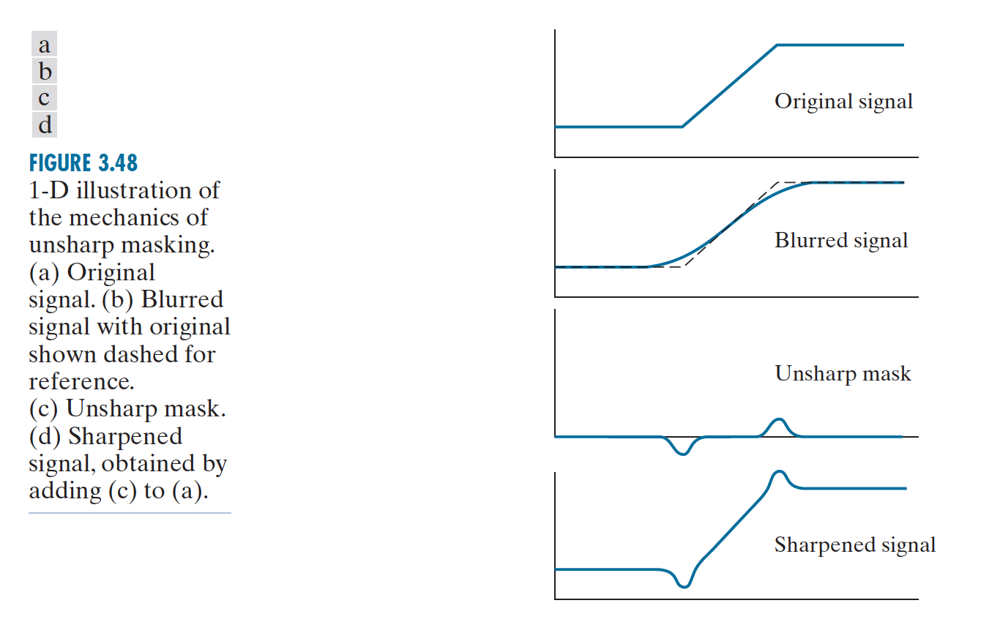 a
b
c
d
FIGURE 3.48
1-D illustration of
the mechanics of
unsharp masking.
(a) Original
signal. (b) Blurred
signal with original
shown dashed for
reference.
(c) Unsharp mask.
(d) Sharpened
signal, obtained by
adding (c) to (a).
Original signal
Blurred signal
Unsharp mask
Sharpened signal